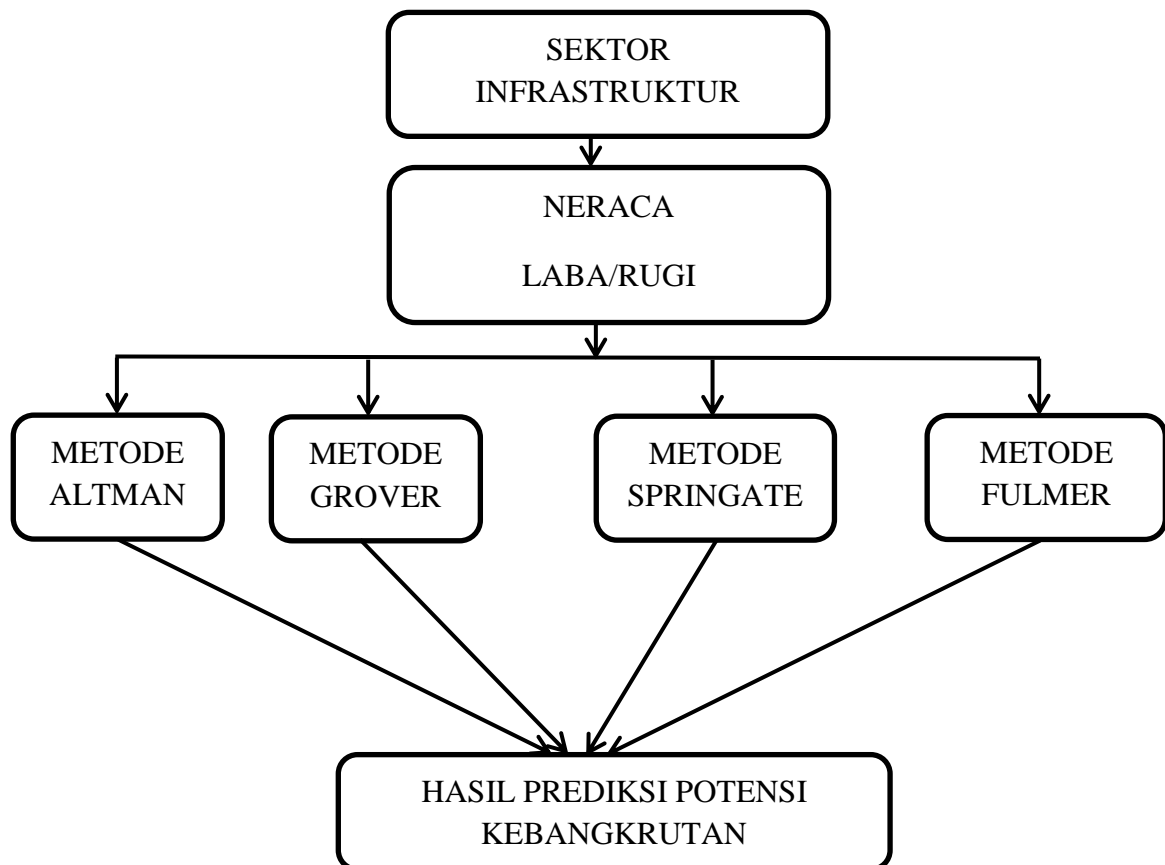 SEKTOR
INFRASTRUKTUR
NERACA
LABA/RUGI
METODE
ALTMAN
METODE
GROVER
METODE
SPRINGATE
METODE
FULMER
HASIL PREDIKSI POTENSI
KEBANGKRUTAN